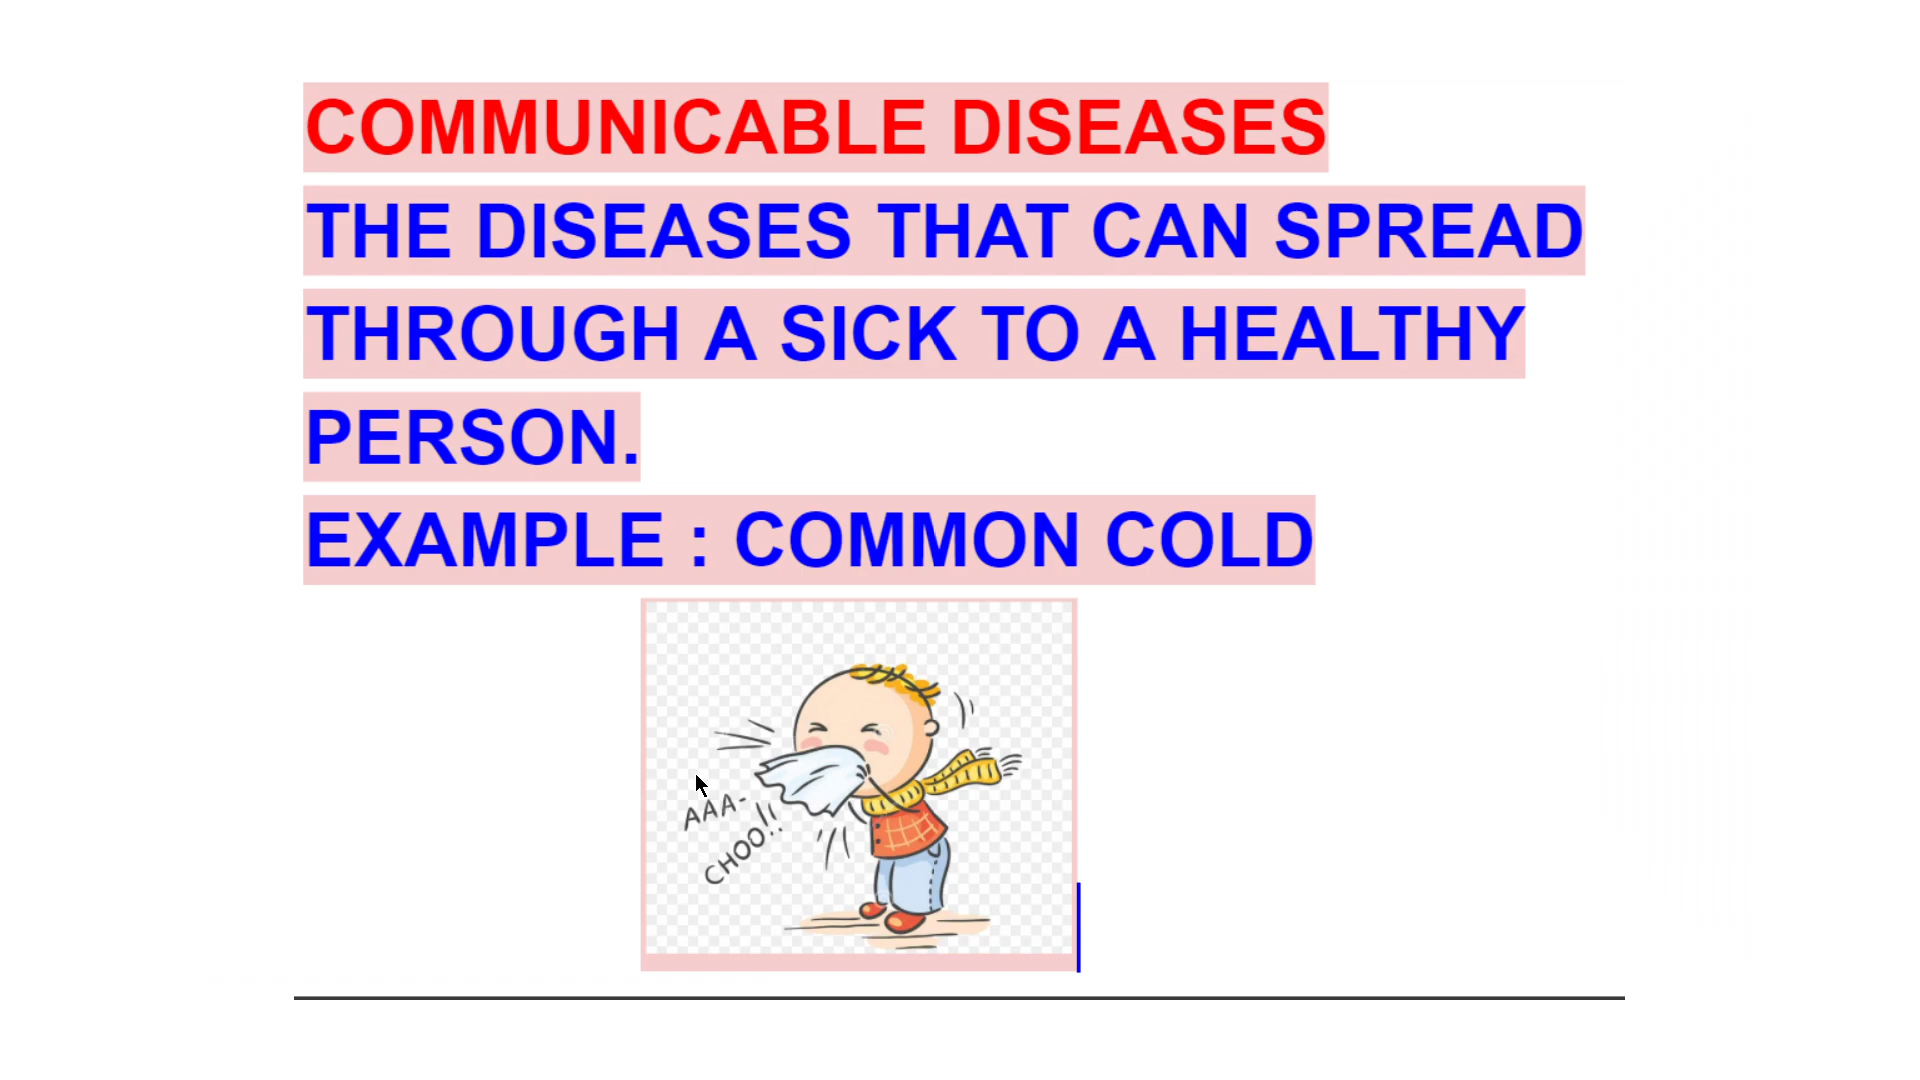 COMMUNICABLE DISEASES
THE DISEASES THAT CAN SPREAD
THROUGH A SICK TO A HEALTHY
PERSON.
EXAMPLE : COMMON COLD
AAA-
CHOO!!